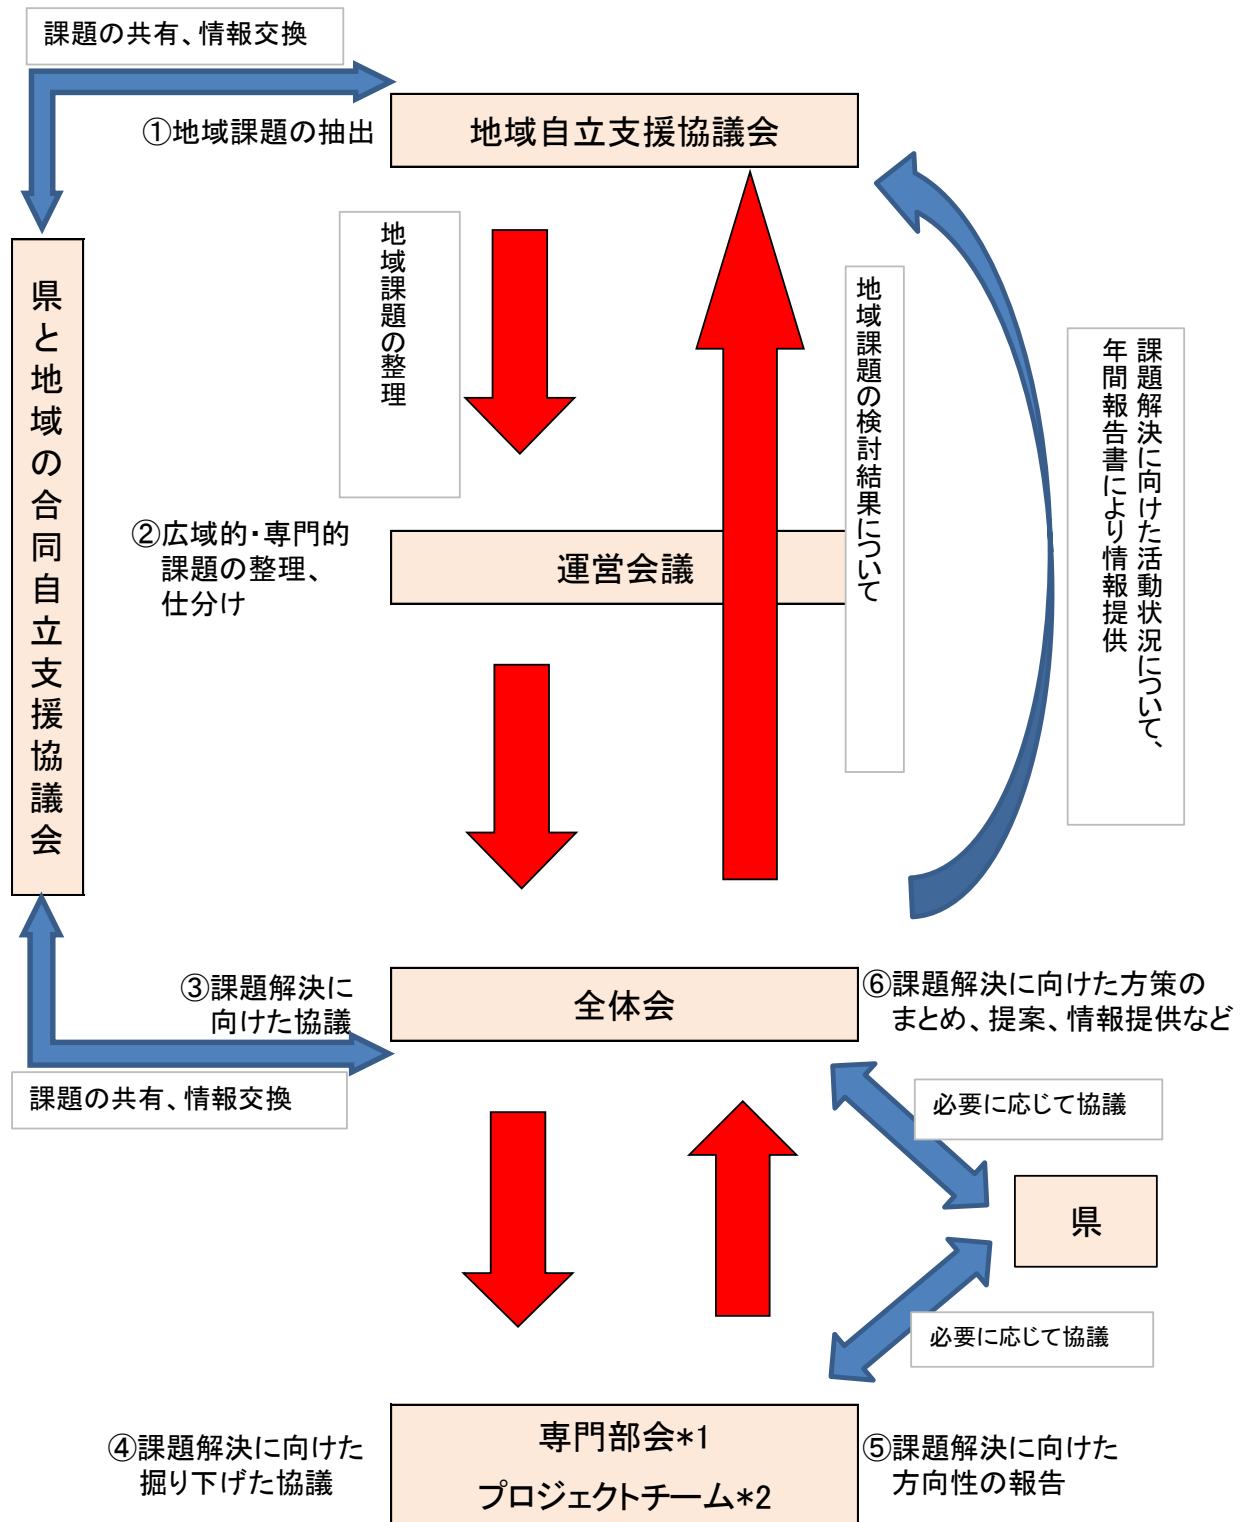 課題の共有、情報交換
①地域課題の抽出
地域自立支援協議会
地域課題の整理
地域課題の検討結果について
課題解決に向けた活動状況について、
年間報告書により情報提供
県と地域の合同自立支援協議会
②広域的・専門的
課題の整理、
仕分け
運営会議
③課題解決に
向けた協議
全体会
⑥課題解決に向けた方策の
まとめ、提案、情報提供など
課題の共有、情報交換
必要に応じて協議
県
必要に応じて協議
④課題解決に向けた
掘り下げた協議
専門部会*1
プロジェクトチーム*2
⑤課題解決に向けた
方向性の報告